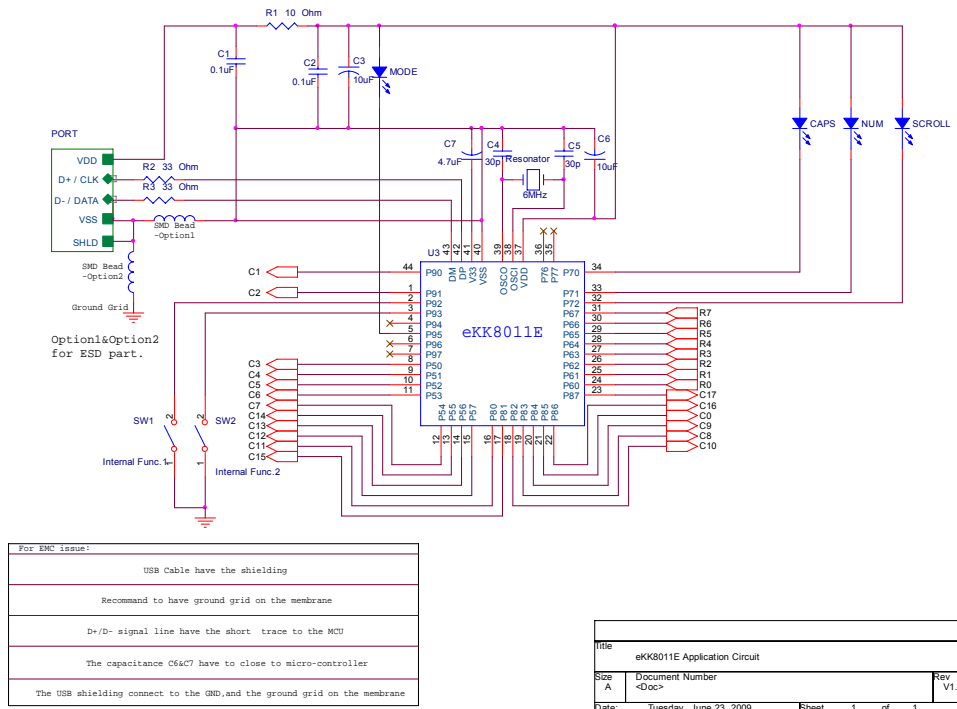 R1 10 Ohm
C1
0.1uF
C2
0.1uF
C3
10uF
MODE
CAPS
NUM
SCROLL
PORT
VDD
D+ / CLK
D- / DATA
VSS
SHLD
R2 33 Ohm
R3 33 Ohm
SMD Bead
-Option1
SMD Bead
-Option2
Ground Grid
Option1&Option2
for ESD part.
C7
4.7uF
C4
30p
Resonator
6MHz
C5
30p
C6
10uF
U3
43 42 41 40 39 38 37 36 35
DM DP V33 VSS OSCO OSCI VDD P76 P77
eKK8011E
C1 44 P90
C2 1 P91
2 P92
3 P93
4 P94
5 P95
6 P96
7 P97
C3 8 P50
C4 9 P51
C5 10 P52
C6 11 P53
C7
C14
C13
C12
C11
C15
P70 34
P71 33
P72 32
P67 31 R7
P66 30 R6
P65 29 R5
P64 28 R4
P63 27 R3
P62 26 R2
P61 25 R1
P60 24 R0
P87 23 C17
C16
C0
C9
C8
C10
P54 P55 P56 P57 P80 P81 P82 P83 P84 P85 P86
12 13 14 15 16 17 18 19 20 21 22
SW1
2
1
Internal Func.1
SW2
2
1
Internal Func.2
For EMC issue:
USB Cable have the shielding
Recommand to have ground grid on the membrane
D+/D- signal line have the short trace to the MCU
The capacitance C6&C7 have to close to micro-controller
The USB shielding connect to the GND,and the ground grid on the membrane
Title
eKK8011E Application Circuit
Size
A
Document Number
<Doc>
Rev
V1.
Date: Tuesday, June 23, 2009 Sheet 1 of 1